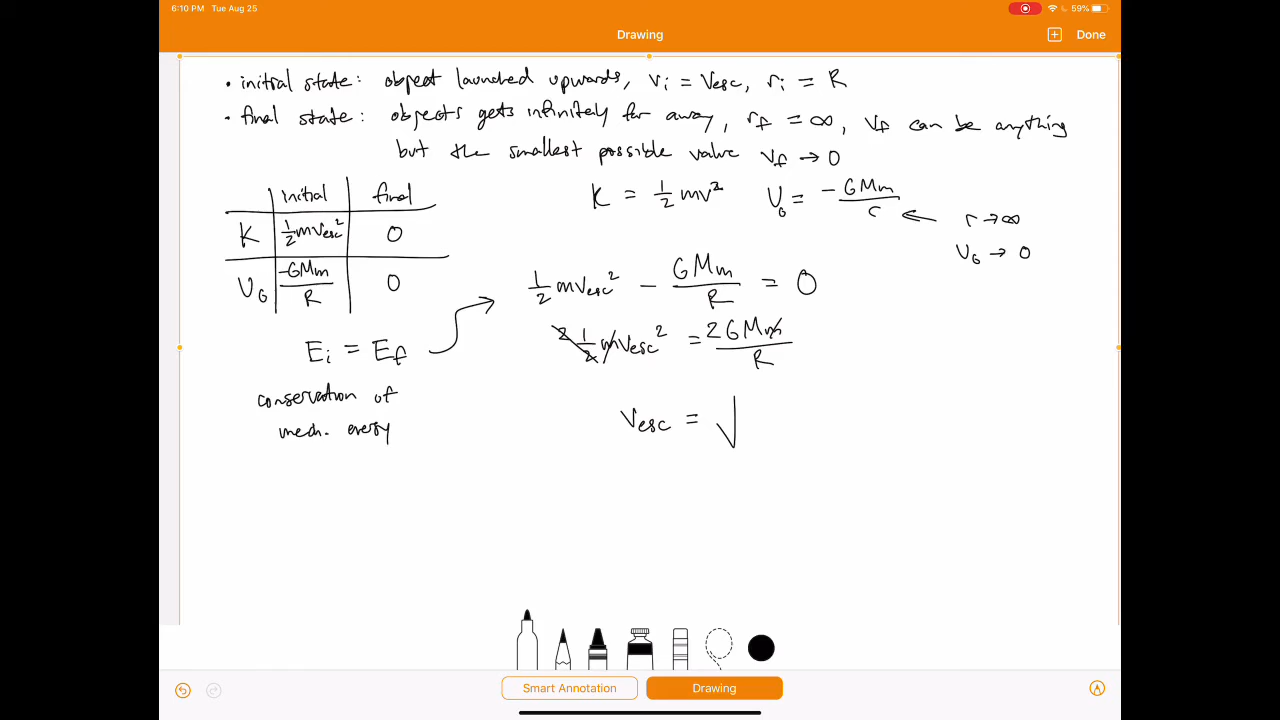 6:10 PM Tue Aug 25
59%
Drawing
Done
• initial state: object launched upwards, vi = vesc, ri = R
• final state: objects gets infinitely far away, rf = ∞, vf can be anything
but the smallest possible value vf → 0
initial final
K 1/2 mvesc² 0
UG -GMm/R 0
K = 1/2 mv² UG = -GMm/r
r → ∞
UG → 0
1/2 mvesc² - GMm/R = 0
2 1/2 mvesc² = 2GMm/R
Ei = Ef
conservation of
mech. energy
vesc = √
Smart Annotation
Drawing